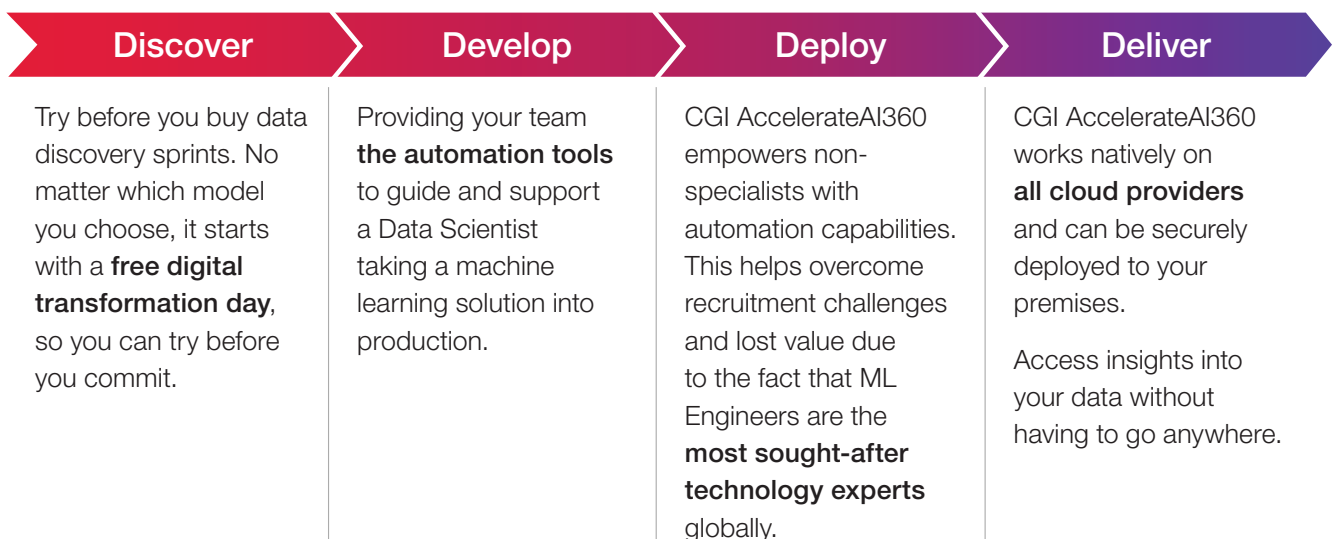 Discover
Try before you buy data
discovery sprints. No
matter which model
you choose, it starts
with a free digital
transformation day,
so you can try before
you commit.
Develop
Providing your team
the automation tools
to guide and support
a Data Scientist
taking a machine
learning solution into
production.
Deploy
CGI AccelerateAI360
empowers non-
specialists with
automation capabilities.
This helps overcome
recruitment challenges
and lost value due
to the fact that ML
Engineers are the
most sought-after
technology experts
globally.
Deliver
CGI AccelerateAI360
works natively on
all cloud providers
and can be securely
deployed to your
premises.
Access insights into
your data without
having to go anywhere.